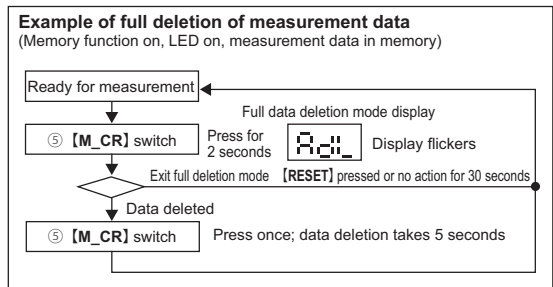 Example of full deletion of measurement data
(Memory function on, LED on, measurement data in memory)
Ready for measurement
Full data deletion mode display
⑤【M_CR】switch
Press for
2 seconds
AdL
Display flickers
Exit full deletion mode 【RESET】pressed or no action for 30 seconds
Data deleted
⑤【M_CR】switch
Press once; data deletion takes 5 seconds